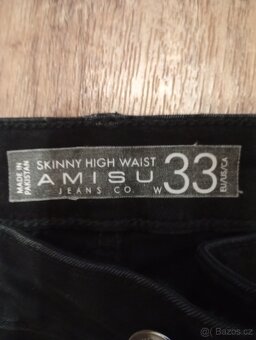 MADE IN
PAKISTAN
SKINNY HIGH WAIST
AMISU
JEANS CO.
W 33
EU/US/CA
Bazos.cz